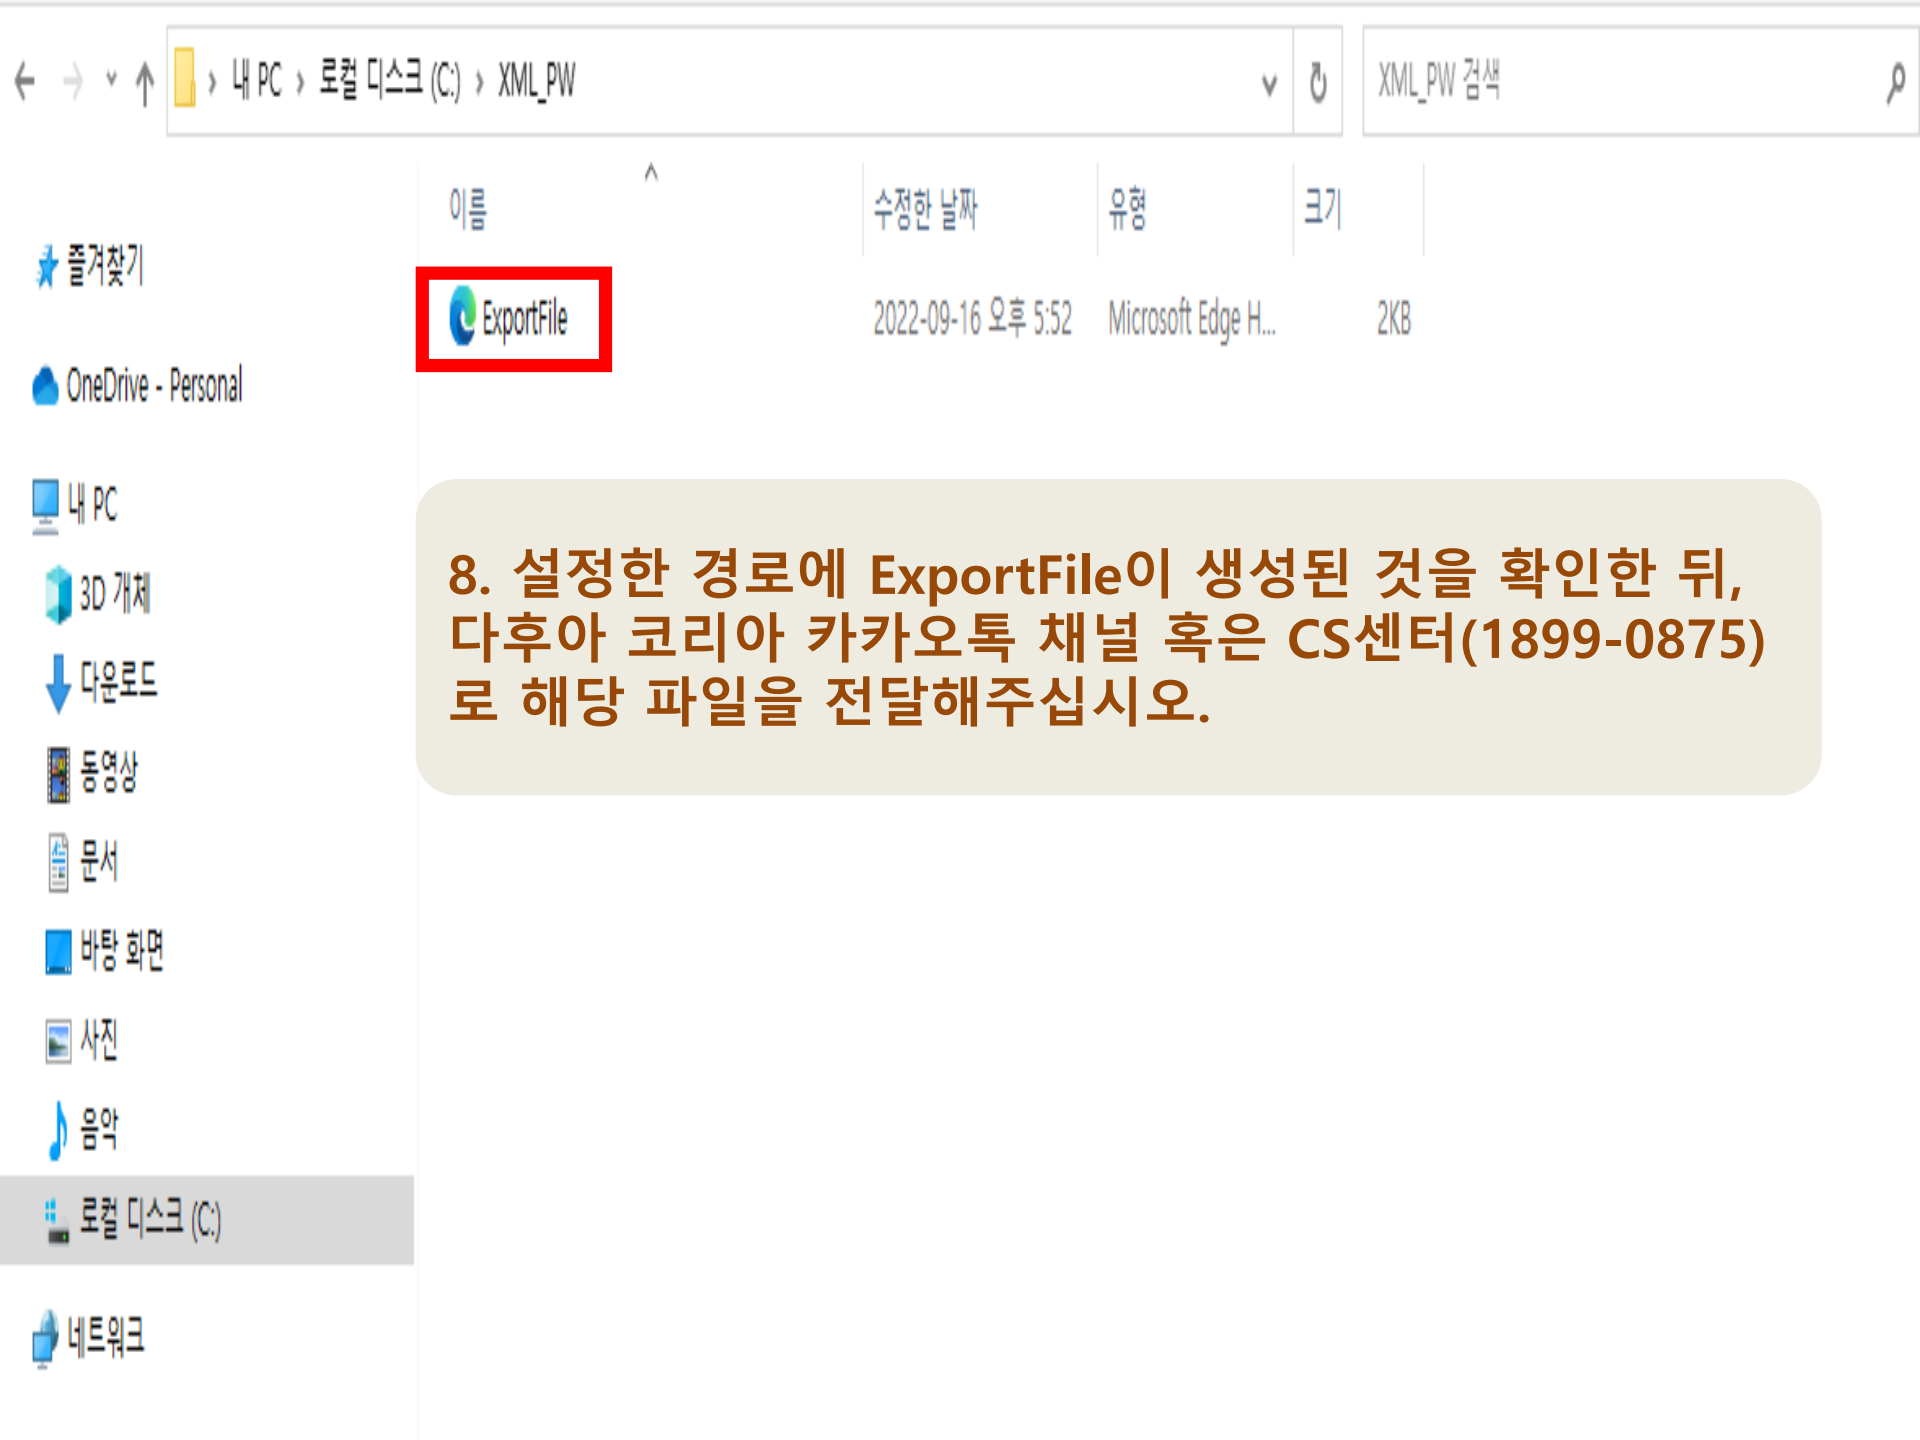 내 PC › 로컬 디스크 (C:) › XML_PW
XML_PW 검색
이름 수정한 날짜 유형 크기
ExportFile 2022-09-16 오후 5:52 Microsoft Edge H... 2KB
즐겨찾기
OneDrive - Personal
내 PC
3D 개체
다운로드
동영상
문서
바탕 화면
사진
음악
로컬 디스크 (C:)
네트워크
8. 설정한 경로에 ExportFile이 생성된 것을 확인한 뒤,
다후아 코리아 카카오톡 채널 혹은 CS센터(1899-0875)
로 해당 파일을 전달해주십시오.